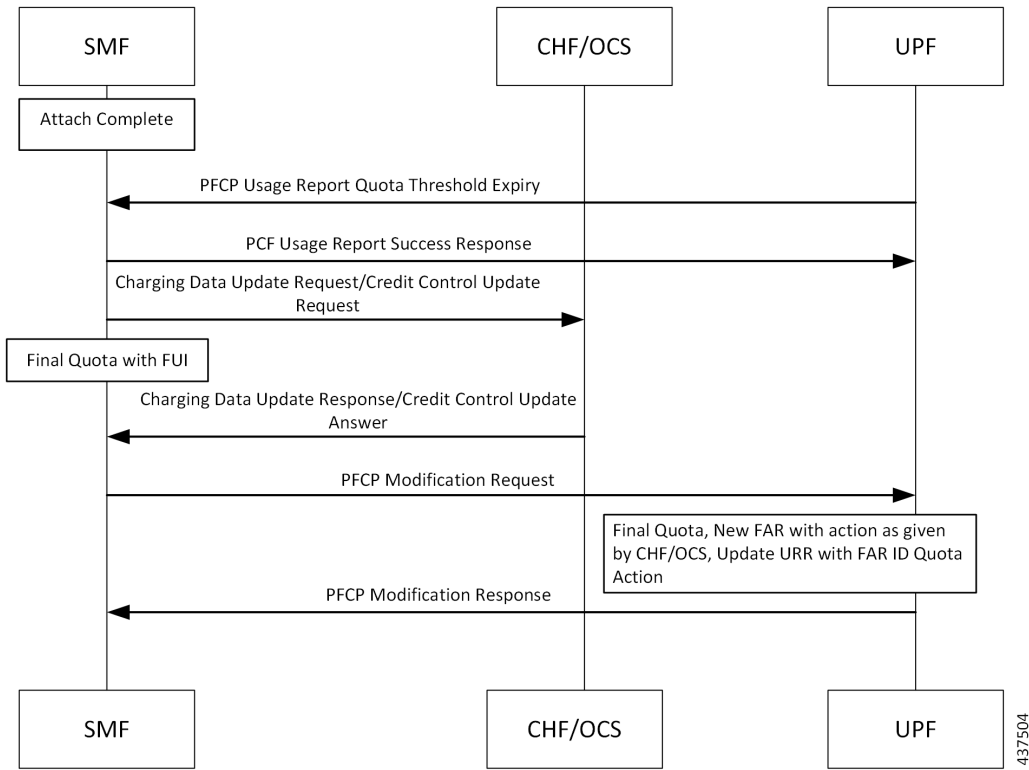 SMF
CHF/OCS
UPF
Attach Complete
PFCP Usage Report Quota Threshold Expiry
PCF Usage Report Success Response
Charging Data Update Request/Credit Control Update
Request
Final Quota with FUI
Charging Data Update Response/Credit Control Update
Answer
PFCP Modification Request
Final Quota, New FAR with action as given
by CHF/OCS, Update URR with FAR ID Quota
Action
PFCP Modification Response
SMF
CHF/OCS
UPF
437504